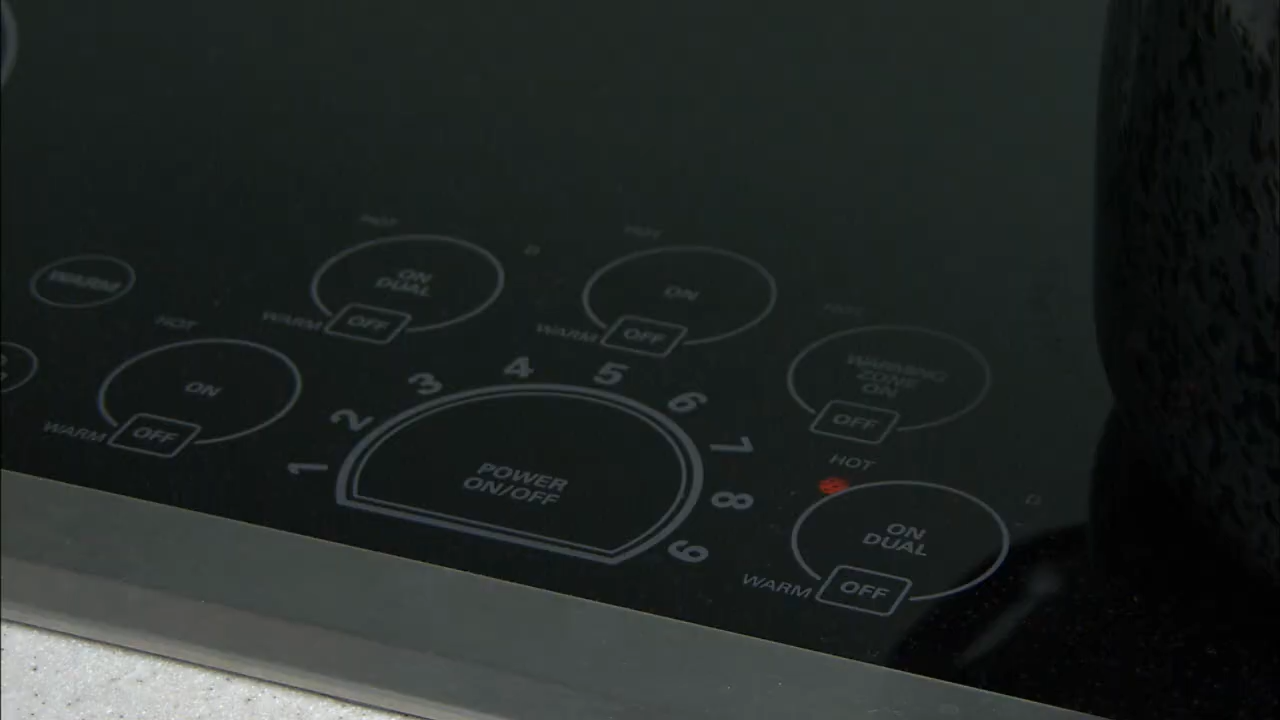 HOT
HOT
ON
DUAL
WARM
OFF
ON
WARM
OFF
WARM
HOT
ON
WARM
OFF
WARMING
ZONE
ON
OFF
1
2
3
4
5
6
7
8
9
POWER
ON/OFF
HOT
ON
DUAL
WARM
OFF